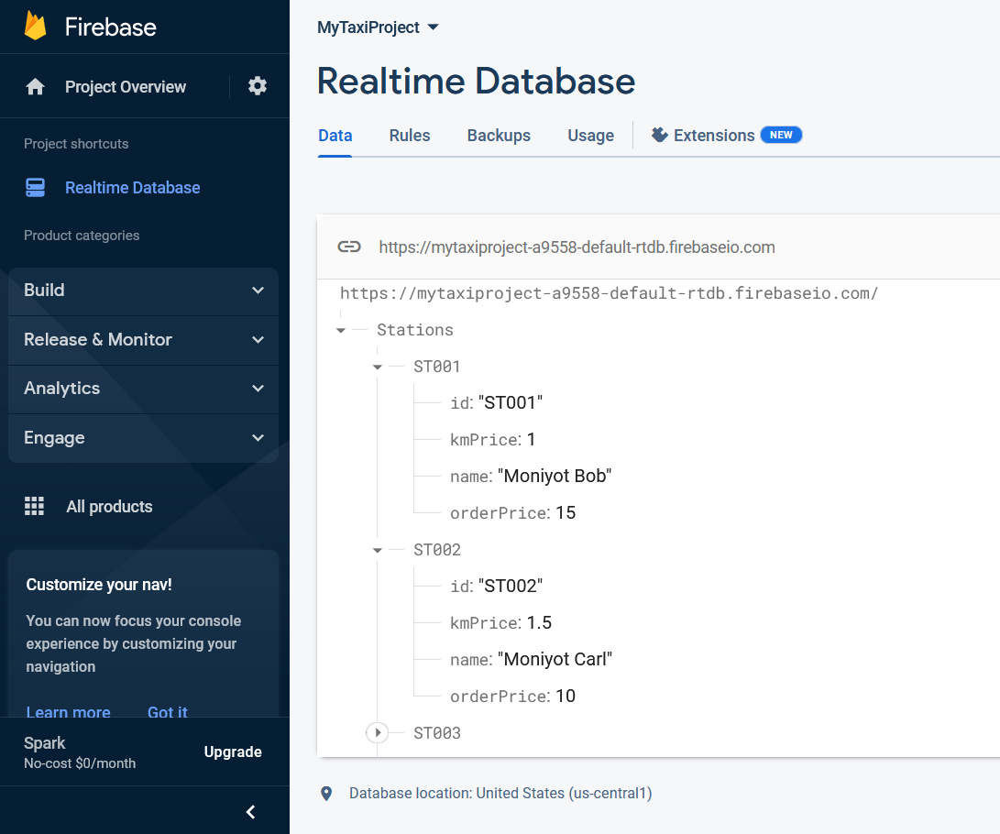 Firebase
Project Overview
Project shortcuts
Realtime Database
Product categories
Build
Release & Monitor
Analytics
Engage
All products
Customize your nav!
You can now focus your console
experience by customizing your
navigation
Learn more Got it
Spark
No-cost $0/month
Upgrade
MyTaxiProject
Realtime Database
Data Rules Backups Usage Extensions NEW
https://mytaxiproject-a9558-default-rtdb.firebaseio.com
https://mytaxiproject-a9558-default-rtdb.firebaseio.com/
Stations
ST001
id: "ST001"
kmPrice: 1
name: "Moniyot Bob"
orderPrice: 15
ST002
id: "ST002"
kmPrice: 1.5
name: "Moniyot Carl"
orderPrice: 10
ST003
Database location: United States (us-central1)